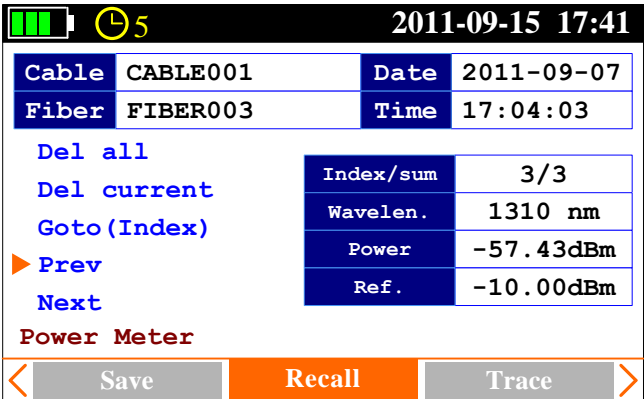 5 2011-09-15 17:41
Cable CABLE001 Date 2011-09-07
Fiber FIBER003 Time 17:04:03
Del all
Del current
Goto(Index)
Prev
Next
Power Meter
Index/sum 3/3
Wavelen. 1310 nm
Power -57.43dBm
Ref. -10.00dBm
Save Recall Trace